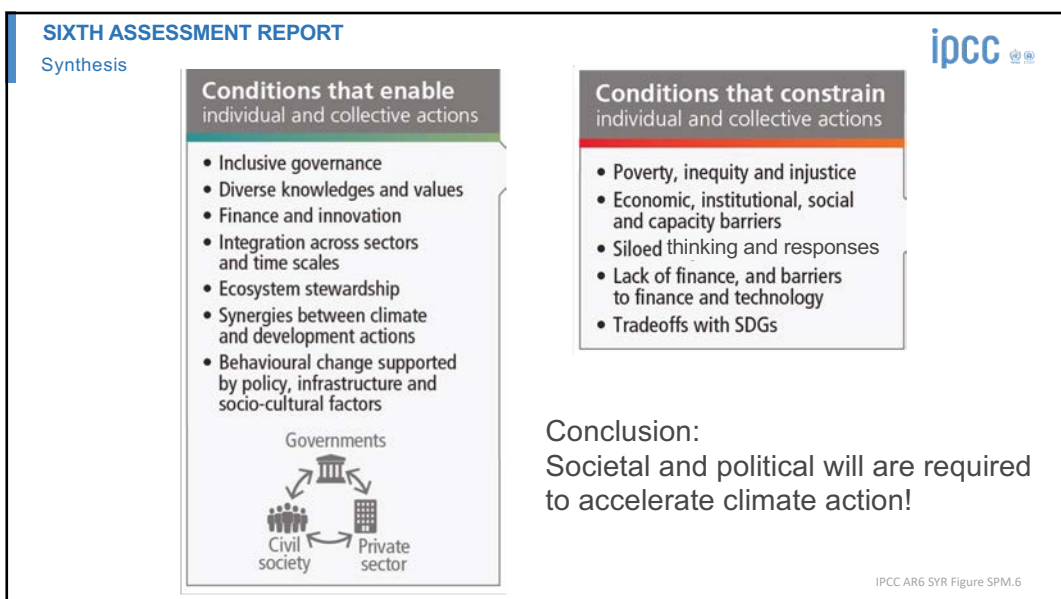 SIXTH ASSESSMENT REPORT
Synthesis
ipcc
Conditions that enable
individual and collective actions
• Inclusive governance
• Diverse knowledges and values
• Finance and innovation
• Integration across sectors
and time scales
• Ecosystem stewardship
• Synergies between climate
and development actions
• Behavioural change supported
by policy, infrastructure and
socio-cultural factors
Governments
Civil
society
Private
sector
Conditions that constrain
individual and collective actions
• Poverty, inequity and injustice
• Economic, institutional, social
and capacity barriers
• Siloed thinking and responses
• Lack of finance, and barriers
to finance and technology
• Tradeoffs with SDGs
Conclusion:
Societal and political will are required
to accelerate climate action!
IPCC AR6 SYR Figure SPM.6